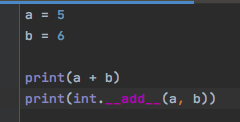 a = 5
b = 6
print(a + b)
print(int.__add__(a, b))